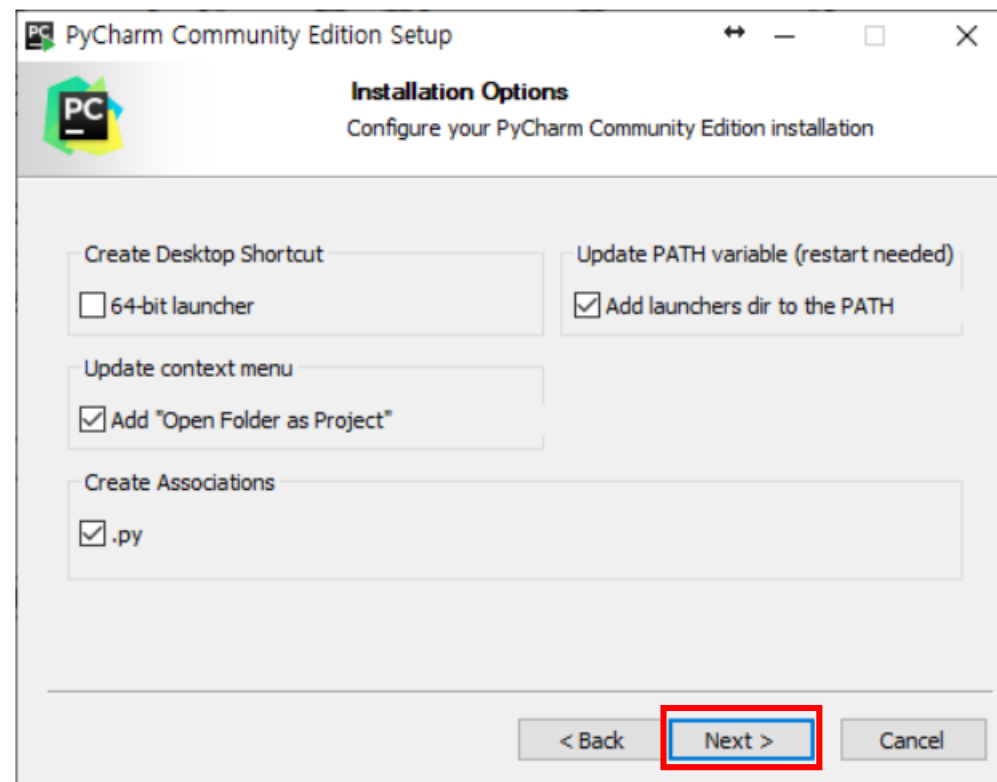 PyCharm Community Edition Setup
PC
Installation Options
Configure your PyCharm Community Edition installation
Create Desktop Shortcut
64-bit launcher
Update PATH variable (restart needed)
Add launchers dir to the PATH
Update context menu
Add "Open Folder as Project"
Create Associations
.py
< Back
Next >
Cancel